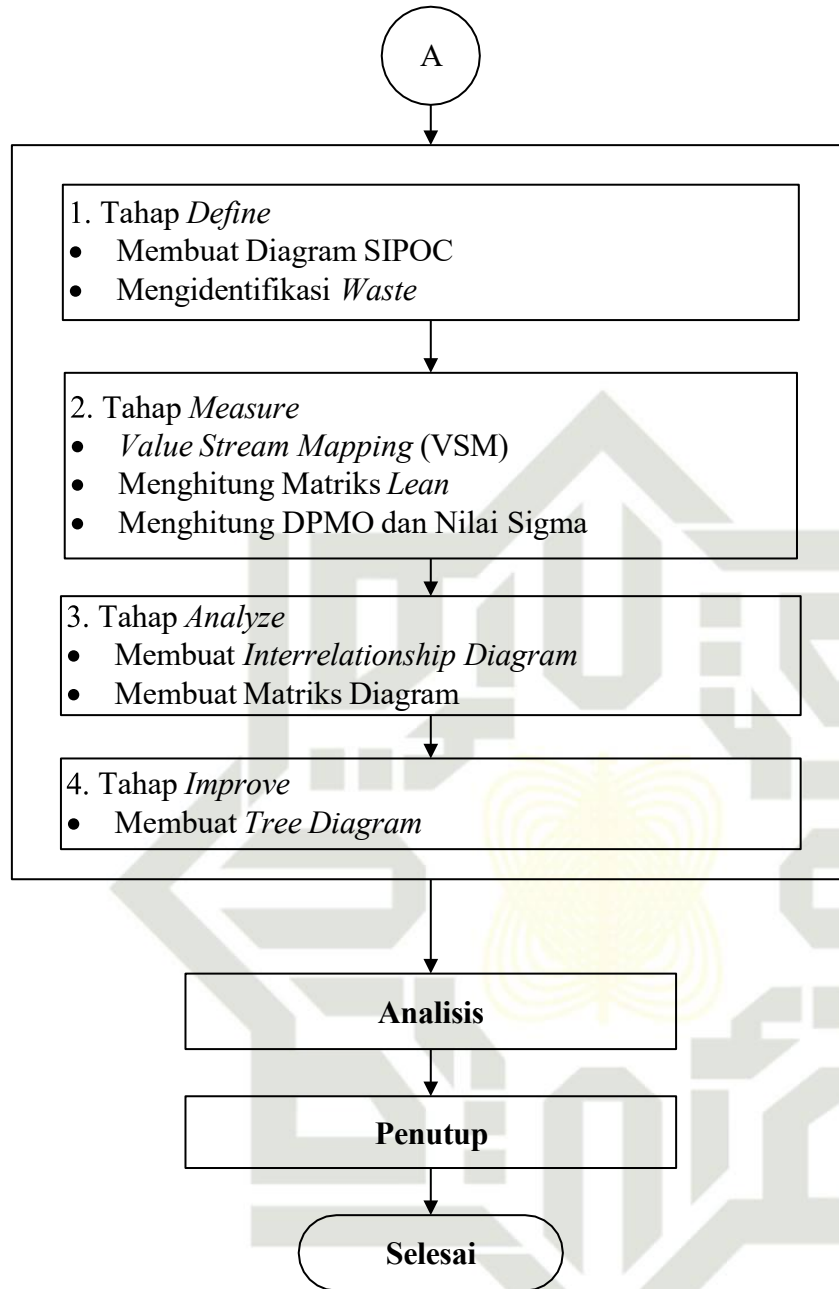 A
1. Tahap Define
• Membuat Diagram SIPOC
• Mengidentifikasi Waste
2. Tahap Measure
• Value Stream Mapping (VSM)
• Menghitung Matriks Lean
• Menghitung DPMO dan Nilai Sigma
3. Tahap Analyze
• Membuat Interrelationship Diagram
• Membuat Matriks Diagram
4. Tahap Improve
• Membuat Tree Diagram
Analisis
Penutup
Selesai